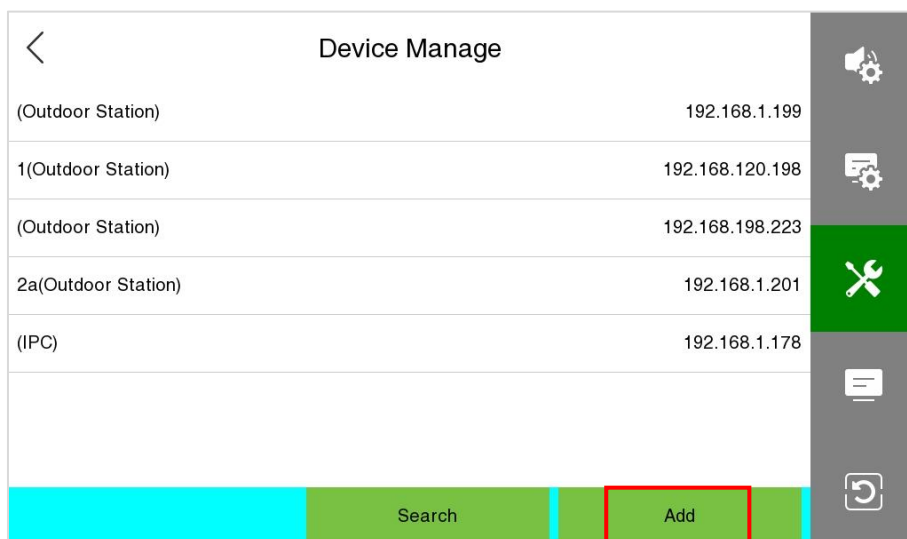 Device Manage
(Outdoor Station) 192.168.1.199
1(Outdoor Station) 192.168.120.198
(Outdoor Station) 192.168.198.223
2a(Outdoor Station) 192.168.1.201
(IPC) 192.168.1.178
Search Add